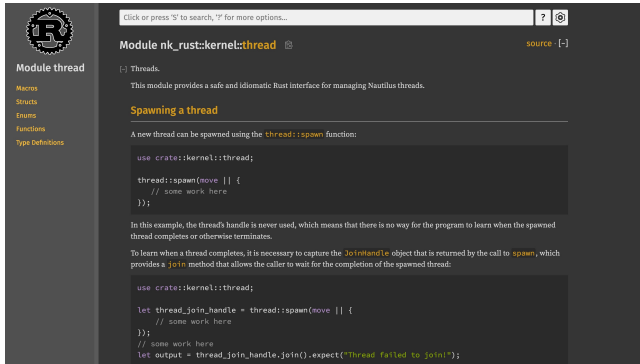 Click or press 'S' to search, '?' for more options...
?
Module thread
Macros
Structs
Enums
Functions
Type Definitions
Module nk_rust::kernel::thread
source · [−]
[−] Threads.
This module provides a safe and idiomatic Rust interface for managing Nautilus threads.
Spawning a thread
A new thread can be spawned using the thread::spawn function:
use crate::kernel::thread;
thread::spawn(move || {
// some work here
});
In this example, the thread's handle is never used, which means that there is no way for the program to learn when the spawned
thread completes or otherwise terminates.
To learn when a thread completes, it is necessary to capture the JoinHandle object that is returned by the call to spawn, which
provides a join method that allows the caller to wait for the completion of the spawned thread:
use crate::kernel::thread;
let thread_join_handle = thread::spawn(move || {
// some work here
});
// some work here
let output = thread_join_handle.join().expect("Thread failed to join!");